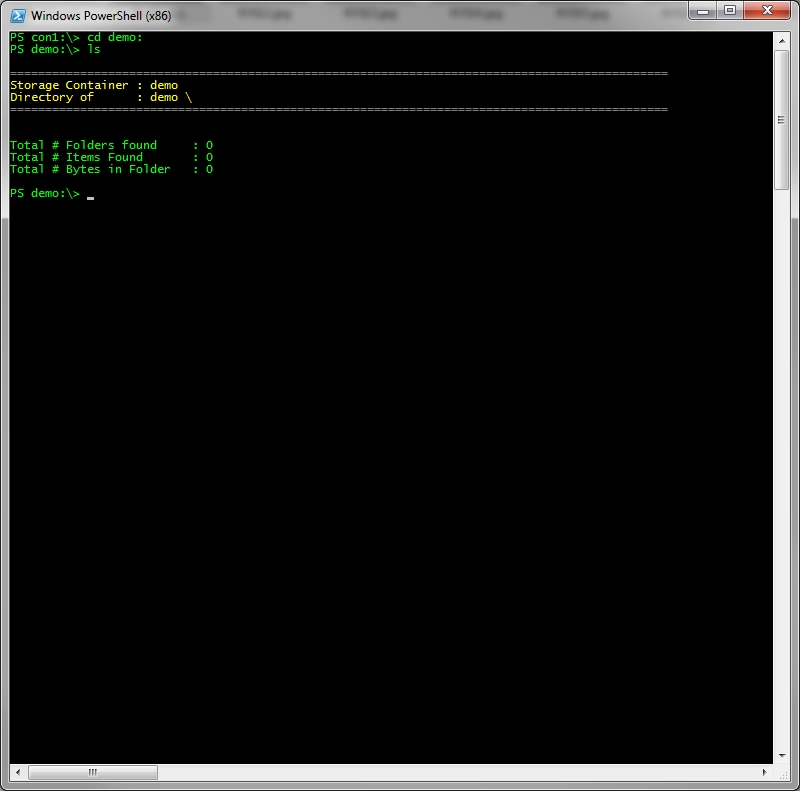 Windows PowerShell (x86)
PS con1:\> cd demo:
PS demo:\> ls
==============================================================================================
Storage Container : demo
Directory of      : demo \
==============================================================================================
Total # Folders found     : 0
Total # Items Found       : 0
Total # Bytes in Folder   : 0
PS demo:\>